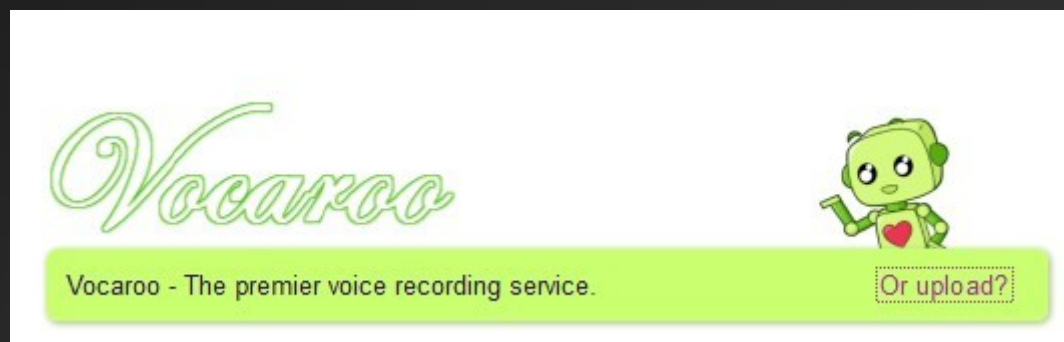 Vocaroo
Vocaroo - The premier voice recording service.
Or upload?